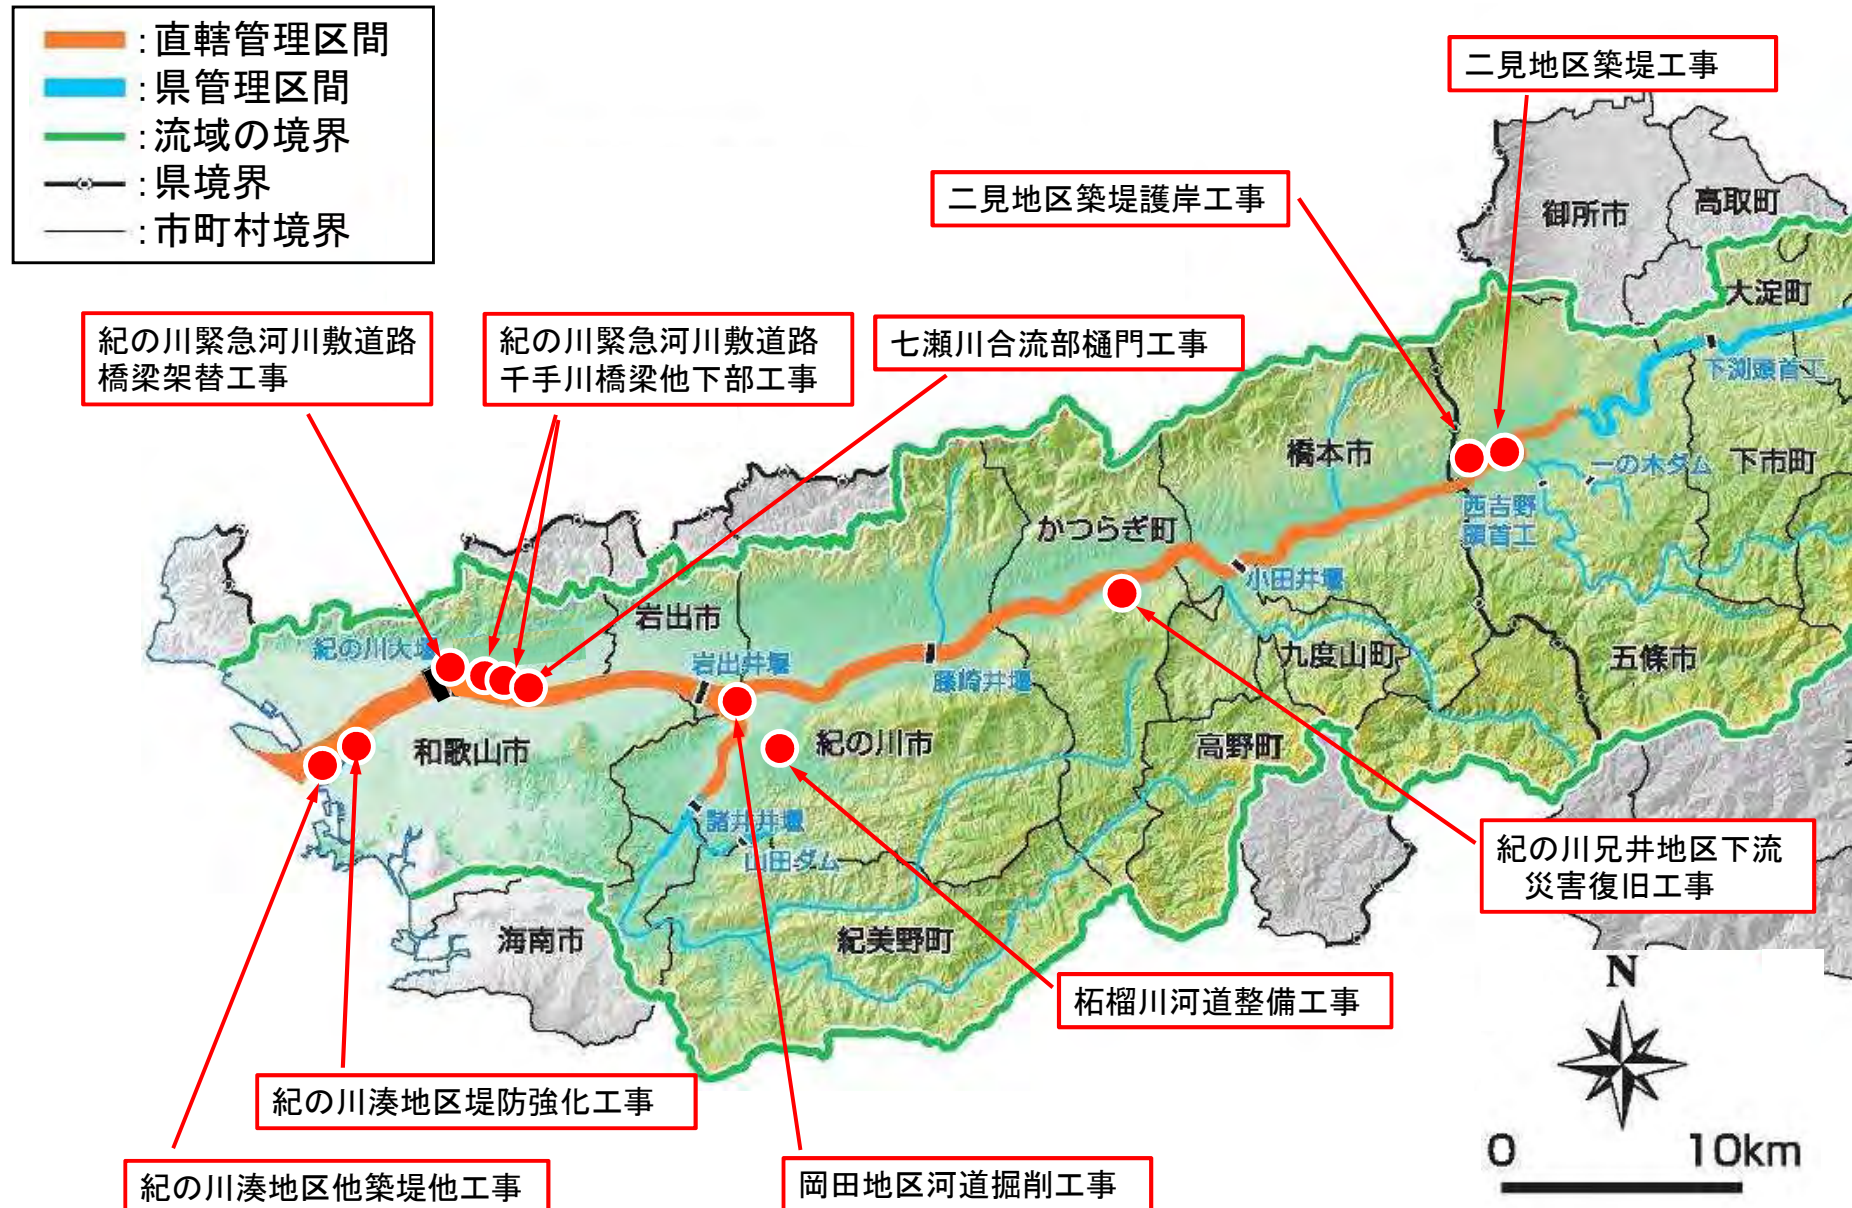 :直轄管理区間
:県管理区間
:流域の境界
:県境界
:市町村境界
二見地区築堤工事
二見地区築堤護岸工事
御所市
高取町
大淀町
紀の川緊急河川敷道路
橋梁架替工事
紀の川緊急河川敷道路
千手川橋梁他下部工事
七瀬川合流部樋門工事
下渕頭首工
橋本市
一の木ダム
下市町
西吉野
頭首工
かつらぎ町
小田井堰
岩出市
紀の川大堰
岩出井堰
藤崎井堰
九度山町
五條市
和歌山市
紀の川市
高野町
諸井井堰
山田ダム
紀の川兄井地区下流
災害復旧工事
海南市
紀美野町
柘榴川河道整備工事
N
紀の川湊地区堤防強化工事
紀の川湊地区他築堤他工事
岡田地区河道掘削工事
0 10km